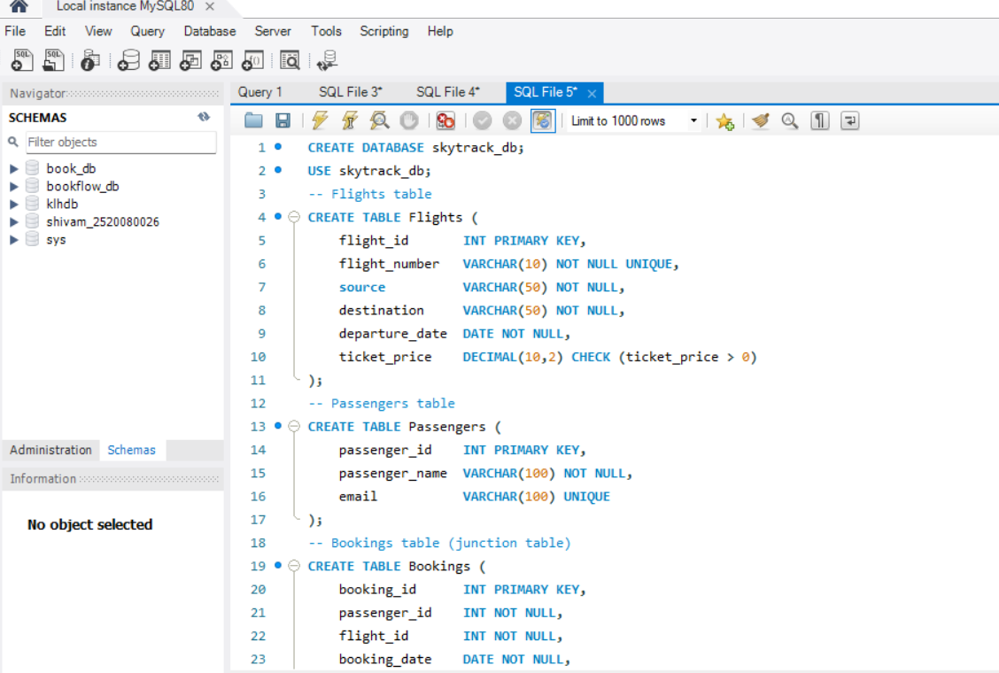 Local instance MySQL80
File Edit View Query Database Server Tools Scripting Help
SQL SQL
Navigator
SCHEMAS
Filter objects
book_db
bookflow_db
klhdb
shivam_2520080026
sys
Administration Schemas
Information
No object selected
Query 1 SQL File 3* SQL File 4* SQL File 5*
Limit to 1000 rows
1 CREATE DATABASE skytrack_db;
2 USE skytrack_db;
3 -- Flights table
4 CREATE TABLE Flights (
5 flight_id INT PRIMARY KEY,
6 flight_number VARCHAR(10) NOT NULL UNIQUE,
7 source VARCHAR(50) NOT NULL,
8 destination VARCHAR(50) NOT NULL,
9 departure_date DATE NOT NULL,
10 ticket_price DECIMAL(10,2) CHECK (ticket_price > 0)
11 );
12 -- Passengers table
13 CREATE TABLE Passengers (
14 passenger_id INT PRIMARY KEY,
15 passenger_name VARCHAR(100) NOT NULL,
16 email VARCHAR(100) UNIQUE
17 );
18 -- Bookings table (junction table)
19 CREATE TABLE Bookings (
20 booking_id INT PRIMARY KEY,
21 passenger_id INT NOT NULL,
22 flight_id INT NOT NULL,
23 booking_date DATE NOT NULL,